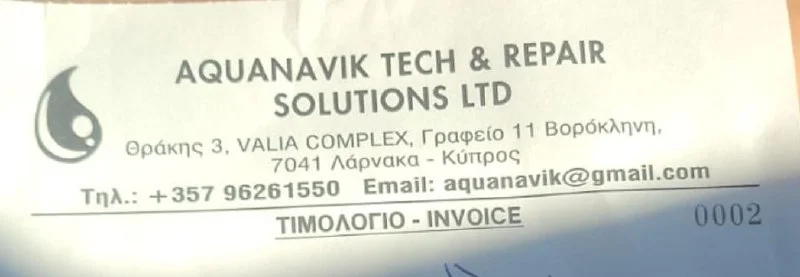 AQUANAVIK TECH & REPAIR
SOLUTIONS LTD
Θράκης 3, VALIA COMPLEX, Γραφείο 11 Βορόκληνη,
7041 Λάρνακα - Κύπρος
Τηλ.: +357 96261550 Email: aquanavik@gmail.com
ΤΙΜΟΛΟΓΙΟ - INVOICE 0002